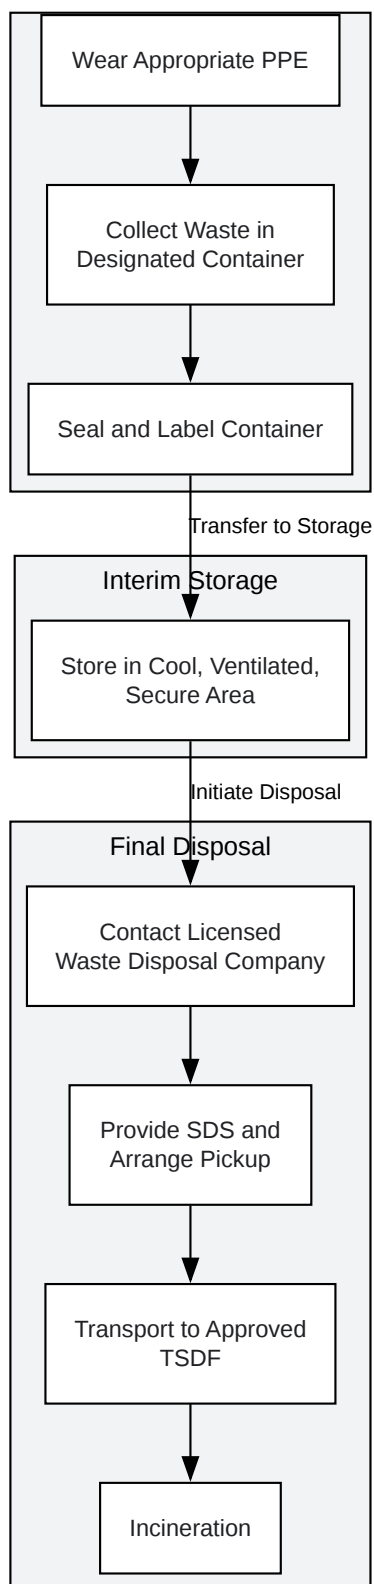 Wear Appropriate PPE
Collect Waste in
Designated Container
Seal and Label Container
Transfer to Storage
Interim Storage
Store in Cool, Ventilated,
Secure Area
Initiate Disposal
Final Disposal
Contact Licensed
Waste Disposal Company
Provide SDS and
Arrange Pickup
Transport to Approved
TSDF
Incineration